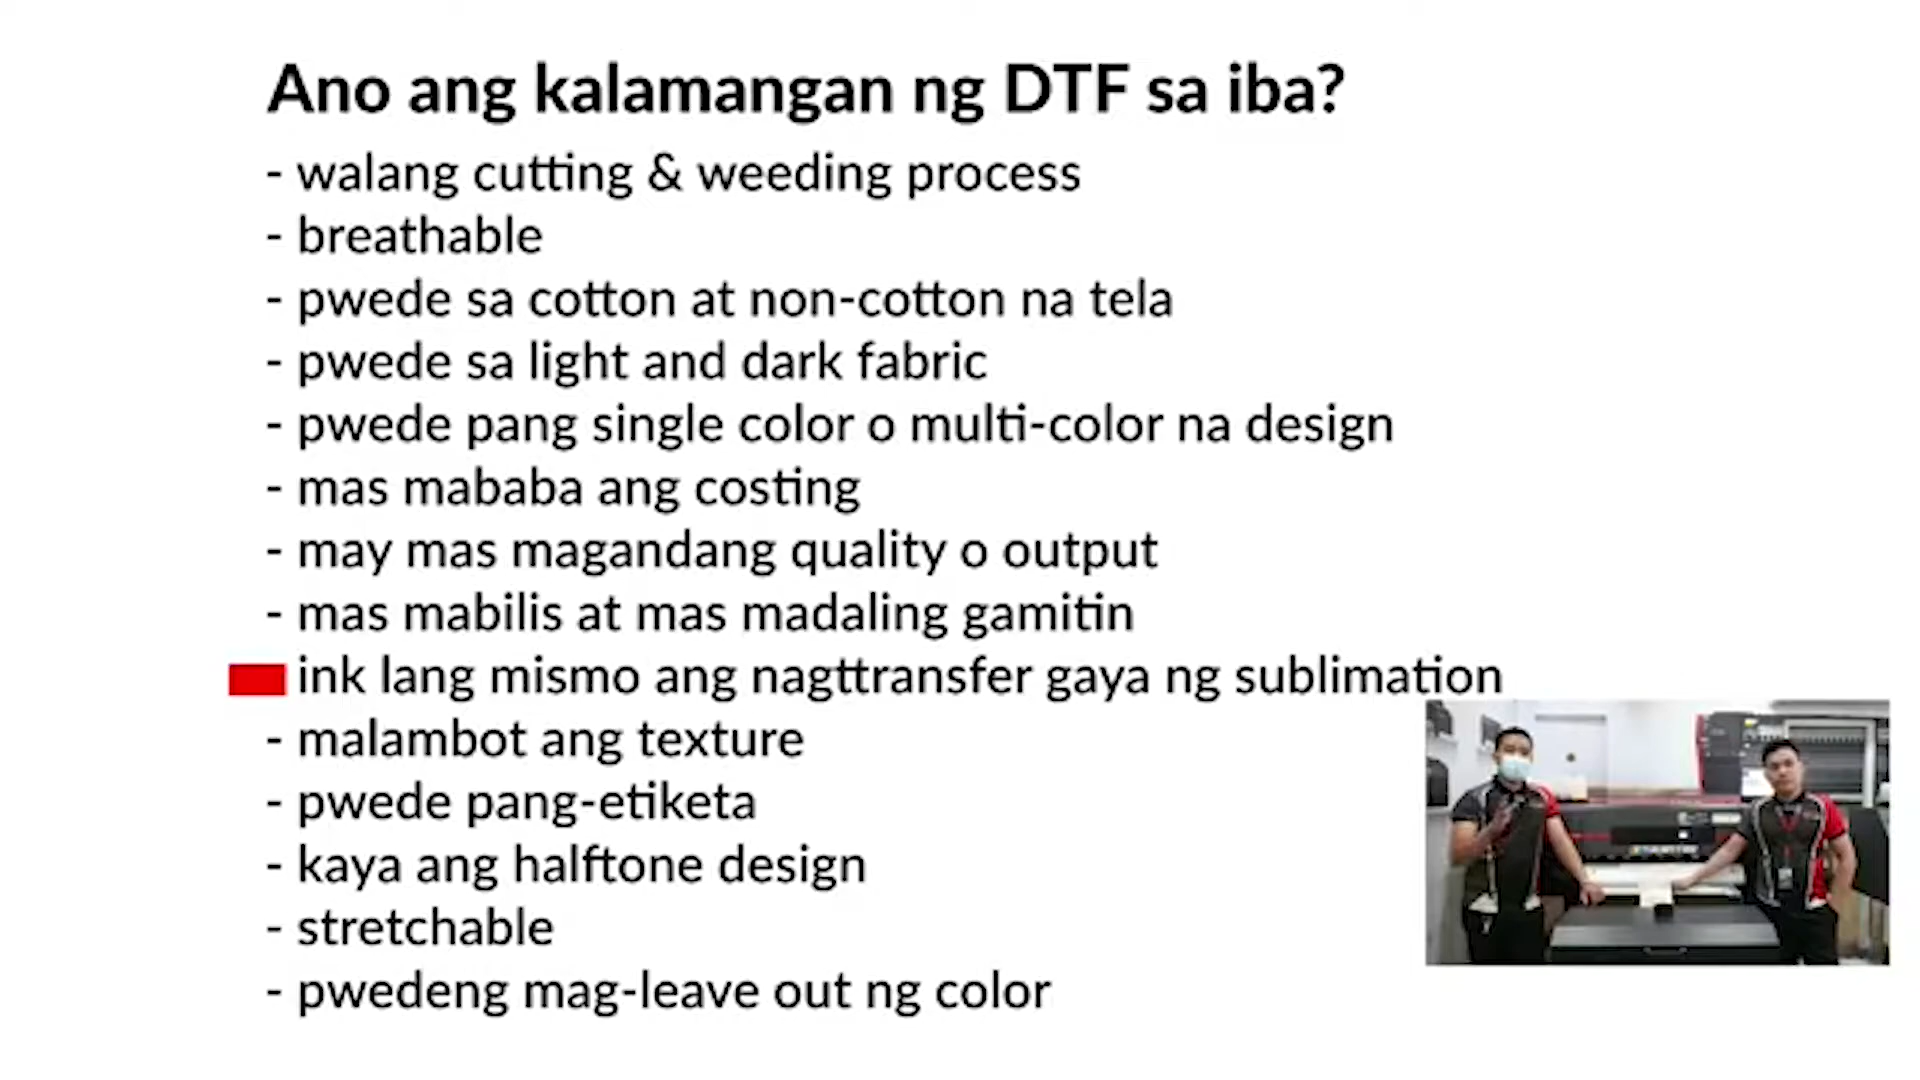 Ano ang kalamangan ng DTF sa iba?
- walang cutting & weeding process
- breathable
- pwede sa cotton at non-cotton na tela
- pwede sa light and dark fabric
- pwede pang single color o multi-color na design
- mas mababa ang costing
- may mas magandang quality o output
- mas mabilis at mas madaling gamitin
ink lang mismo ang nagttransfer gaya ng sublimation
- malambot ang texture
- pwede pang-etiketa
- kaya ang halftone design
- stretchable
- pwedeng mag-leave out ng color